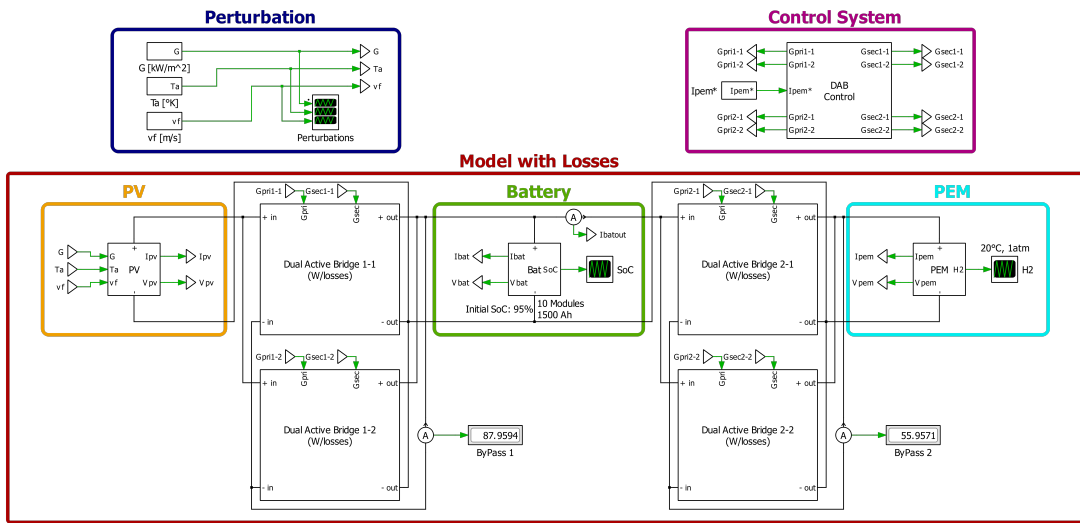 Perturbation
G
G
G [kW/m^2]
Ta
Ta
Ta [°K]
vf
vf
vf [m/s]
Perturbations
Control System
Gpri1-1
Gpri1-1
Gsec1-1
Gsec1-1
Gpri1-2
Gpri1-2
Gsec1-2
Gsec1-2
Ipem*
Ipem*
Ipem*
DAB
Control
Gpri2-1
Gpri2-1
Gsec2-1
Gsec2-1
Gpri2-2
Gpri2-2
Gsec2-2
Gsec2-2
Model with Losses
PV
G
G
Ipv
Ipv
Ta
Ta
PV
vf
vf
Vpv
Vpv
+
-
Gpri1-1
Gsec1-1
+ in
Gpri
Gsec
+ out
Dual Active Bridge 1-1
(W/losses)
- in
- out
Gpri1-2
Gsec1-2
+ in
Gpri
Gsec
+ out
Dual Active Bridge 1-2
(W/losses)
- in
- out
A
87.9594
ByPass 1
Battery
A
Ibatout
+
Ibat
Ibat
Bat
SoC
SoC
Vbat
Vbat
-
Initial SoC: 95%
10 Modules
1500 Ah
Gpri2-1
Gsec2-1
+ in
Gpri
Gsec
+ out
Dual Active Bridge 2-1
(W/losses)
- in
- out
Gpri2-2
Gsec2-2
+ in
Gpri
Gsec
+ out
Dual Active Bridge 2-2
(W/losses)
- in
- out
A
55.9571
ByPass 2
PEM
20°C, 1atm
+
Ipem
Ipem
PEM
H2
H2
Vpem
Vpem
-